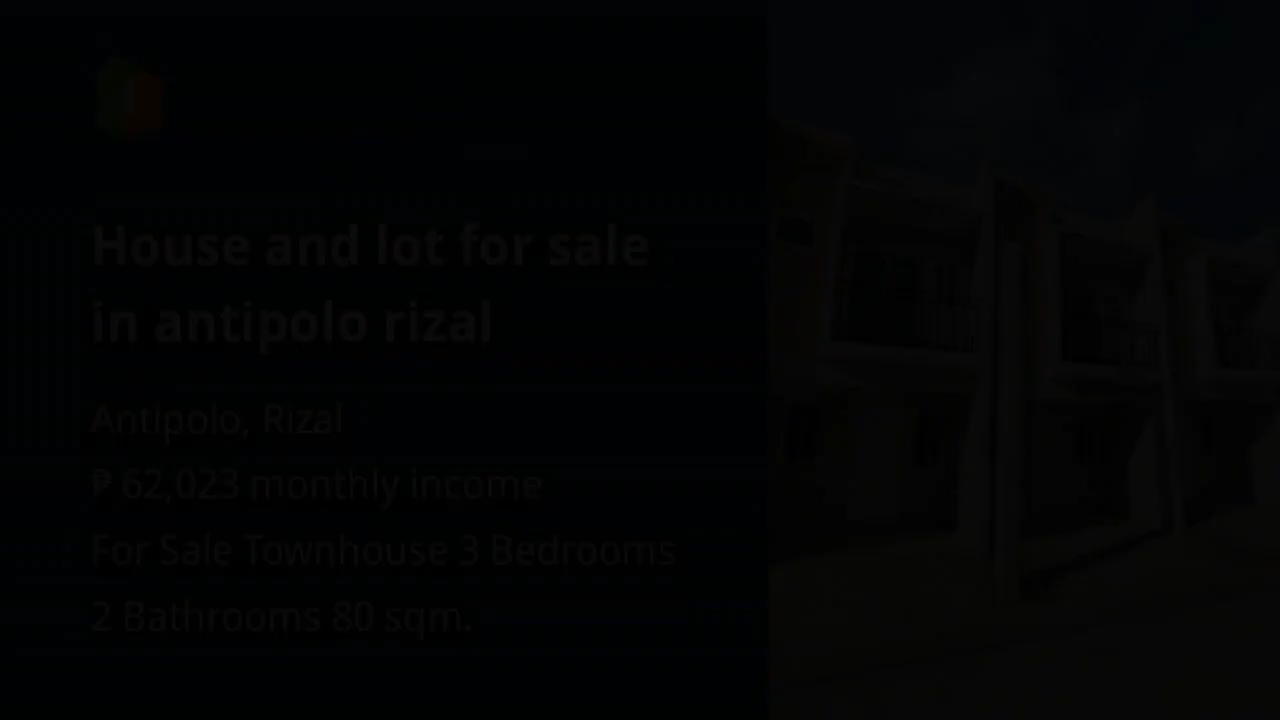 House and lot for sale
in antipolo rizal
Antipolo, Rizal
₱ 62,023 monthly income
For Sale Townhouse 3 Bedrooms
2 Bathrooms 80 sqm.